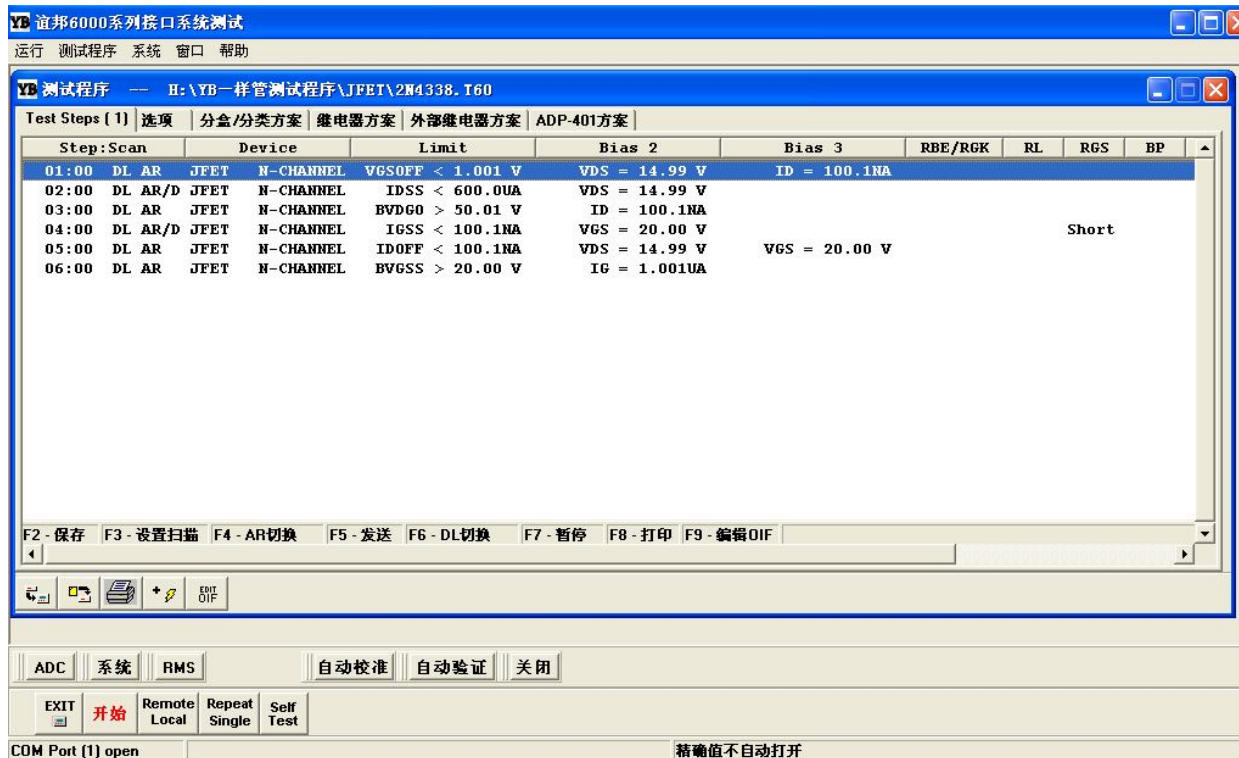 YB 谊邦6000系列接口系统测试
运行 测试程序 系统 窗口 帮助
YB 测试程序 -- H:\YB一样管测试程序\JFET\2N4338.T60
Test Steps (1) 选项 分盒/分类方案 继电器方案 外部继电器方案 ADP-401方案
Step:Scan Device Limit Bias 2 Bias 3 RBE/RGK RL RGS BP
01:00 DL AR JFET N-CHANNEL VGSOFF < 1.001 V VDS = 14.99 V ID = 100.1NA
02:00 DL AR/D JFET N-CHANNEL IDSS < 600.0UA VDS = 14.99 V
03:00 DL AR JFET N-CHANNEL BVDGO > 50.01 V ID = 100.1NA
04:00 DL AR/D JFET N-CHANNEL IGSS < 100.1NA VGS = 20.00 V Short
05:00 DL AR JFET N-CHANNEL IDOFF < 100.1NA VDS = 14.99 V VGS = 20.00 V
06:00 DL AR JFET N-CHANNEL BVGSS > 20.00 V IG = 1.001UA
F2 - 保存 F3 - 设置扫描 F4 - AR切换 F5 - 发送 F6 - DL切换 F7 - 暂停 F8 - 打印 F9 - 编辑OIF
EDIT OIF
ADC 系统 RMS 自动校准 自动验证 关闭
EXIT 开始 Remote Local Repeat Single Self Test
COM Port (1) open 精确值不自动打开